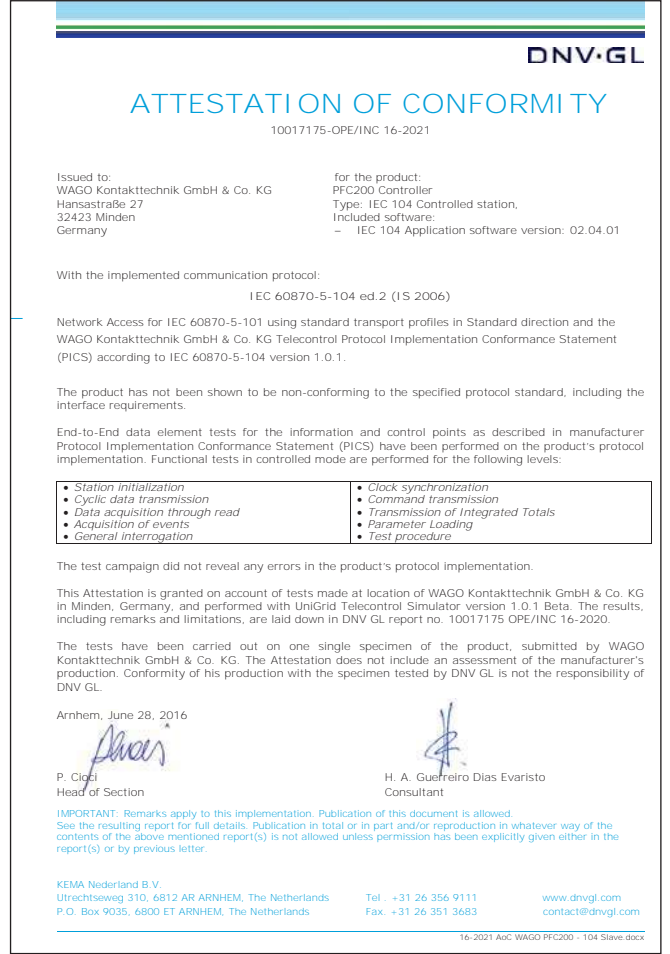 DNV·GL
ATTESTATION OF CONFORMITY
10017175-OPE/INC 16-2021
Issued to:
WAGO Kontakttechnik GmbH & Co. KG
Hansastraße 27
32423 Minden
Germany
for the product:
PFC200 Controller
Type: IEC 104 Controlled station,
Included software:
– IEC 104 Application software version: 02.04.01
With the implemented communication protocol:
IEC 60870-5-104 ed.2 (IS 2006)
Network Access for IEC 60870-5-101 using standard transport profiles in Standard direction and the
WAGO Kontakttechnik GmbH & Co. KG Telecontrol Protocol Implementation Conformance Statement
(PICS) according to IEC 60870-5-104 version 1.0.1.
The product has not been shown to be non-conforming to the specified protocol standard, including the
interface requirements.
End-to-End data element tests for the information and control points as described in manufacturer
Protocol Implementation Conformance Statement (PICS) have been performed on the product's protocol
implementation. Functional tests in controlled mode are performed for the following levels:
• Station initialization
• Cyclic data transmission
• Data acquisition through read
• Acquisition of events
• General interrogation
• Clock synchronization
• Command transmission
• Transmission of Integrated Totals
• Parameter Loading
• Test procedure
The test campaign did not reveal any errors in the product's protocol implementation.
This Attestation is granted on account of tests made at location of WAGO Kontakttechnik GmbH & Co. KG
in Minden, Germany, and performed with UniGrid Telecontrol Simulator version 1.0.1 Beta. The results,
including remarks and limitations, are laid down in DNV GL report no. 10017175 OPE/INC 16-2020.
The tests have been carried out on one single specimen of the product, submitted by WAGO
Kontakttechnik GmbH & Co. KG. The Attestation does not include an assessment of the manufacturer's
production. Conformity of his production with the specimen tested by DNV GL is not the responsibility of
DNV GL.
Arnhem, June 28, 2016
P. Cioci
Head of Section
H. A. Guerreiro Dias Evaristo
Consultant
IMPORTANT: Remarks apply to this implementation. Publication of this document is allowed.
See the resulting report for full details. Publication in total or in part and/or reproduction in whatever way of the
contents of the above mentioned report(s) is not allowed unless permission has been explicitly given either in the
report(s) or by previous letter.
KEMA Nederland B.V.
Utrechtseweg 310, 6812 AR ARNHEM, The Netherlands
P.O. Box 9035, 6800 ET ARNHEM, The Netherlands
Tel . +31 26 356 9111
Fax. +31 26 351 3683
www.dnvgl.com
contact@dnvgl.com
16-2021 AoC WAGO PFC200 - 104 Slave.docx